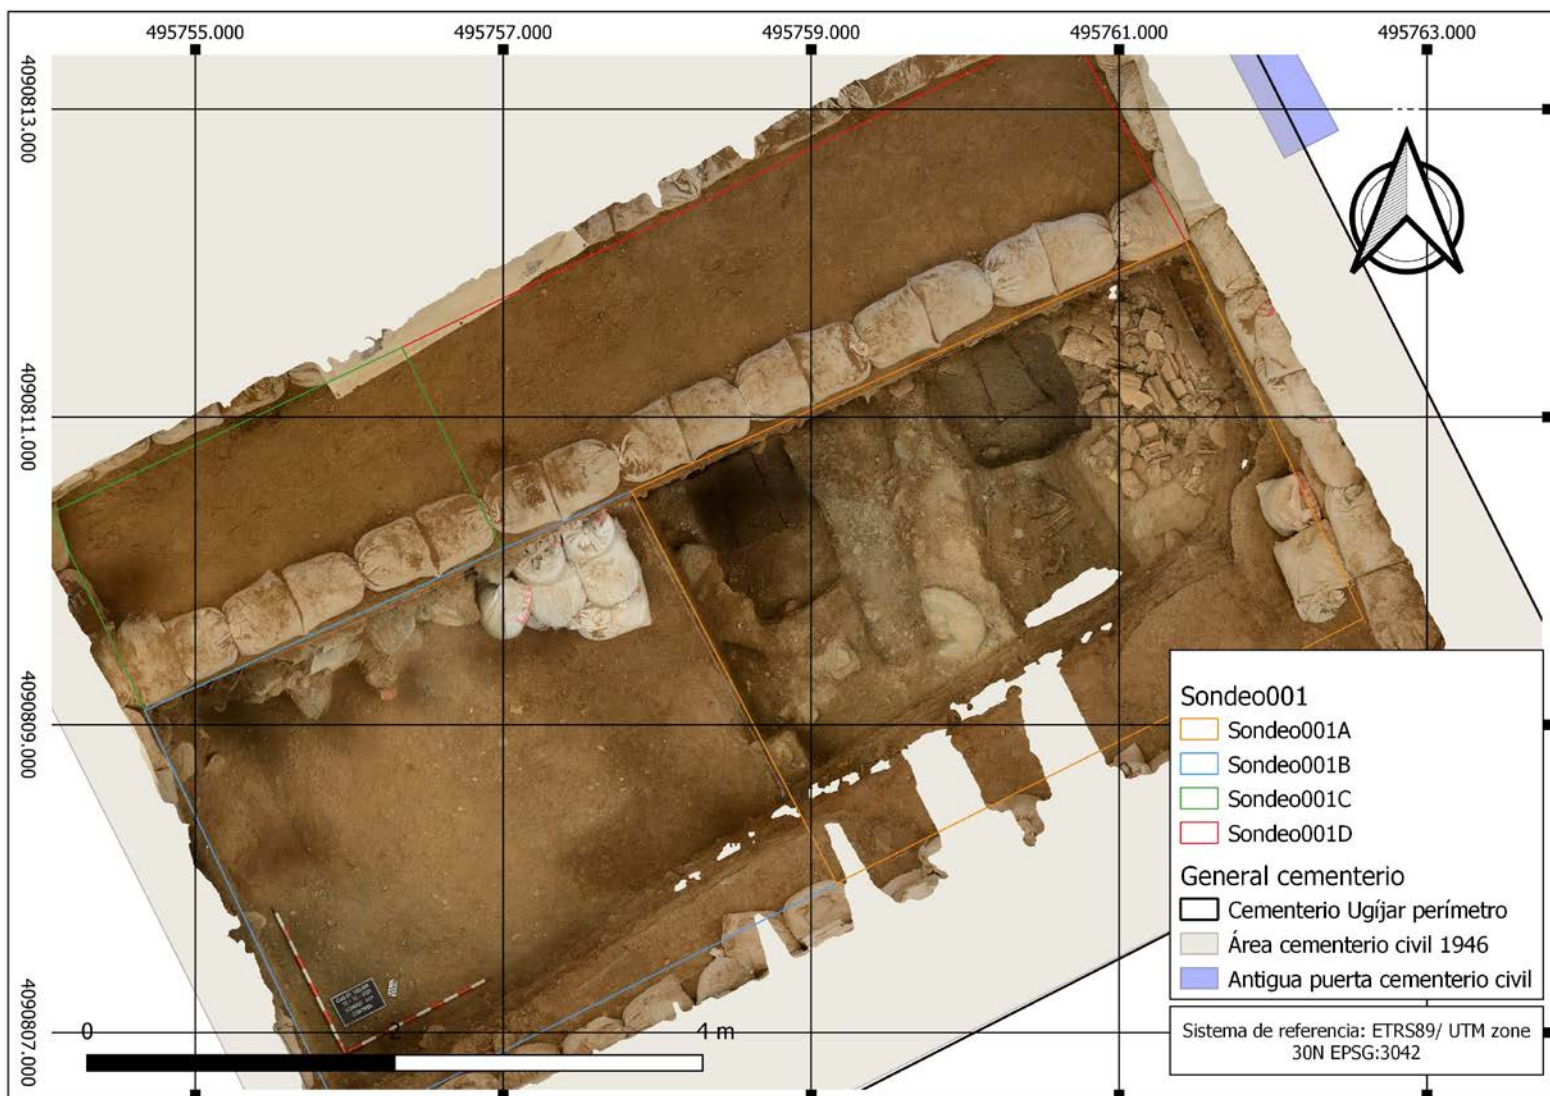 495755.000 495757.000 495759.000 495761.000 495763.000
4090813.000
4090811.000
4090809.000
4090807.000
Sondeo001
Sondeo001A
Sondeo001B
Sondeo001C
Sondeo001D
General cementerio
Cementerio Ugíjar perímetro
Área cementerio civil 1946
Antigua puerta cementerio civil
0 2 4 m
Sistema de referencia: ETRS89/ UTM zone
30N EPSG:3042